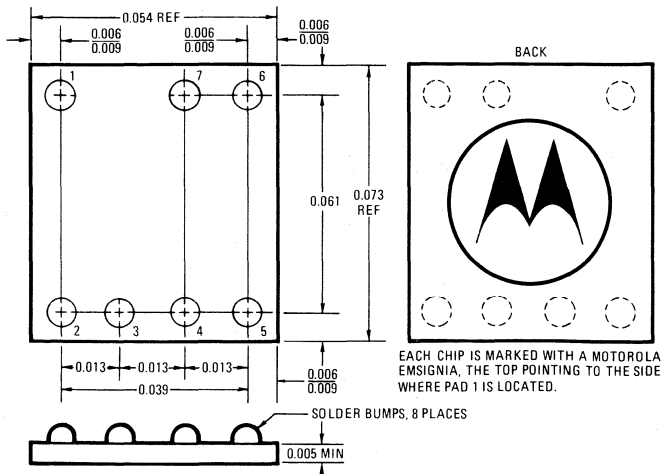 0.054 REF
0.006
0.009
0.006
0.009
0.006
0.009
BACK
1
7
6
0.061
0.073
REF
2
3
4
5
0.013
0.013
0.013
0.039
0.006
0.009
EACH CHIP IS MARKED WITH A MOTOROLA
EMSIGNIA, THE TOP POINTING TO THE SIDE
WHERE PAD 1 IS LOCATED.
SOLDER BUMPS, 8 PLACES
0.005 MIN